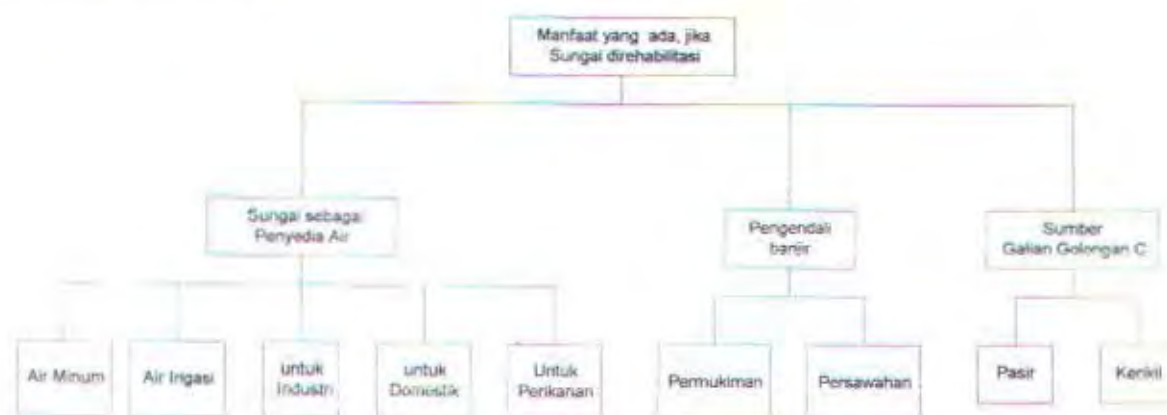 Manfaat yang ada, jika
Sungai direhabilitasi
Sungai sebagai
Penyedia Air
Pengendali
banjir
Sumber
Galian Golongan C
Air Minum
Air Irigasi
untuk
Industri
untuk
Domestik
Untuk
Perikanan
Permukiman
Persawahan
Pasir
Kerikil